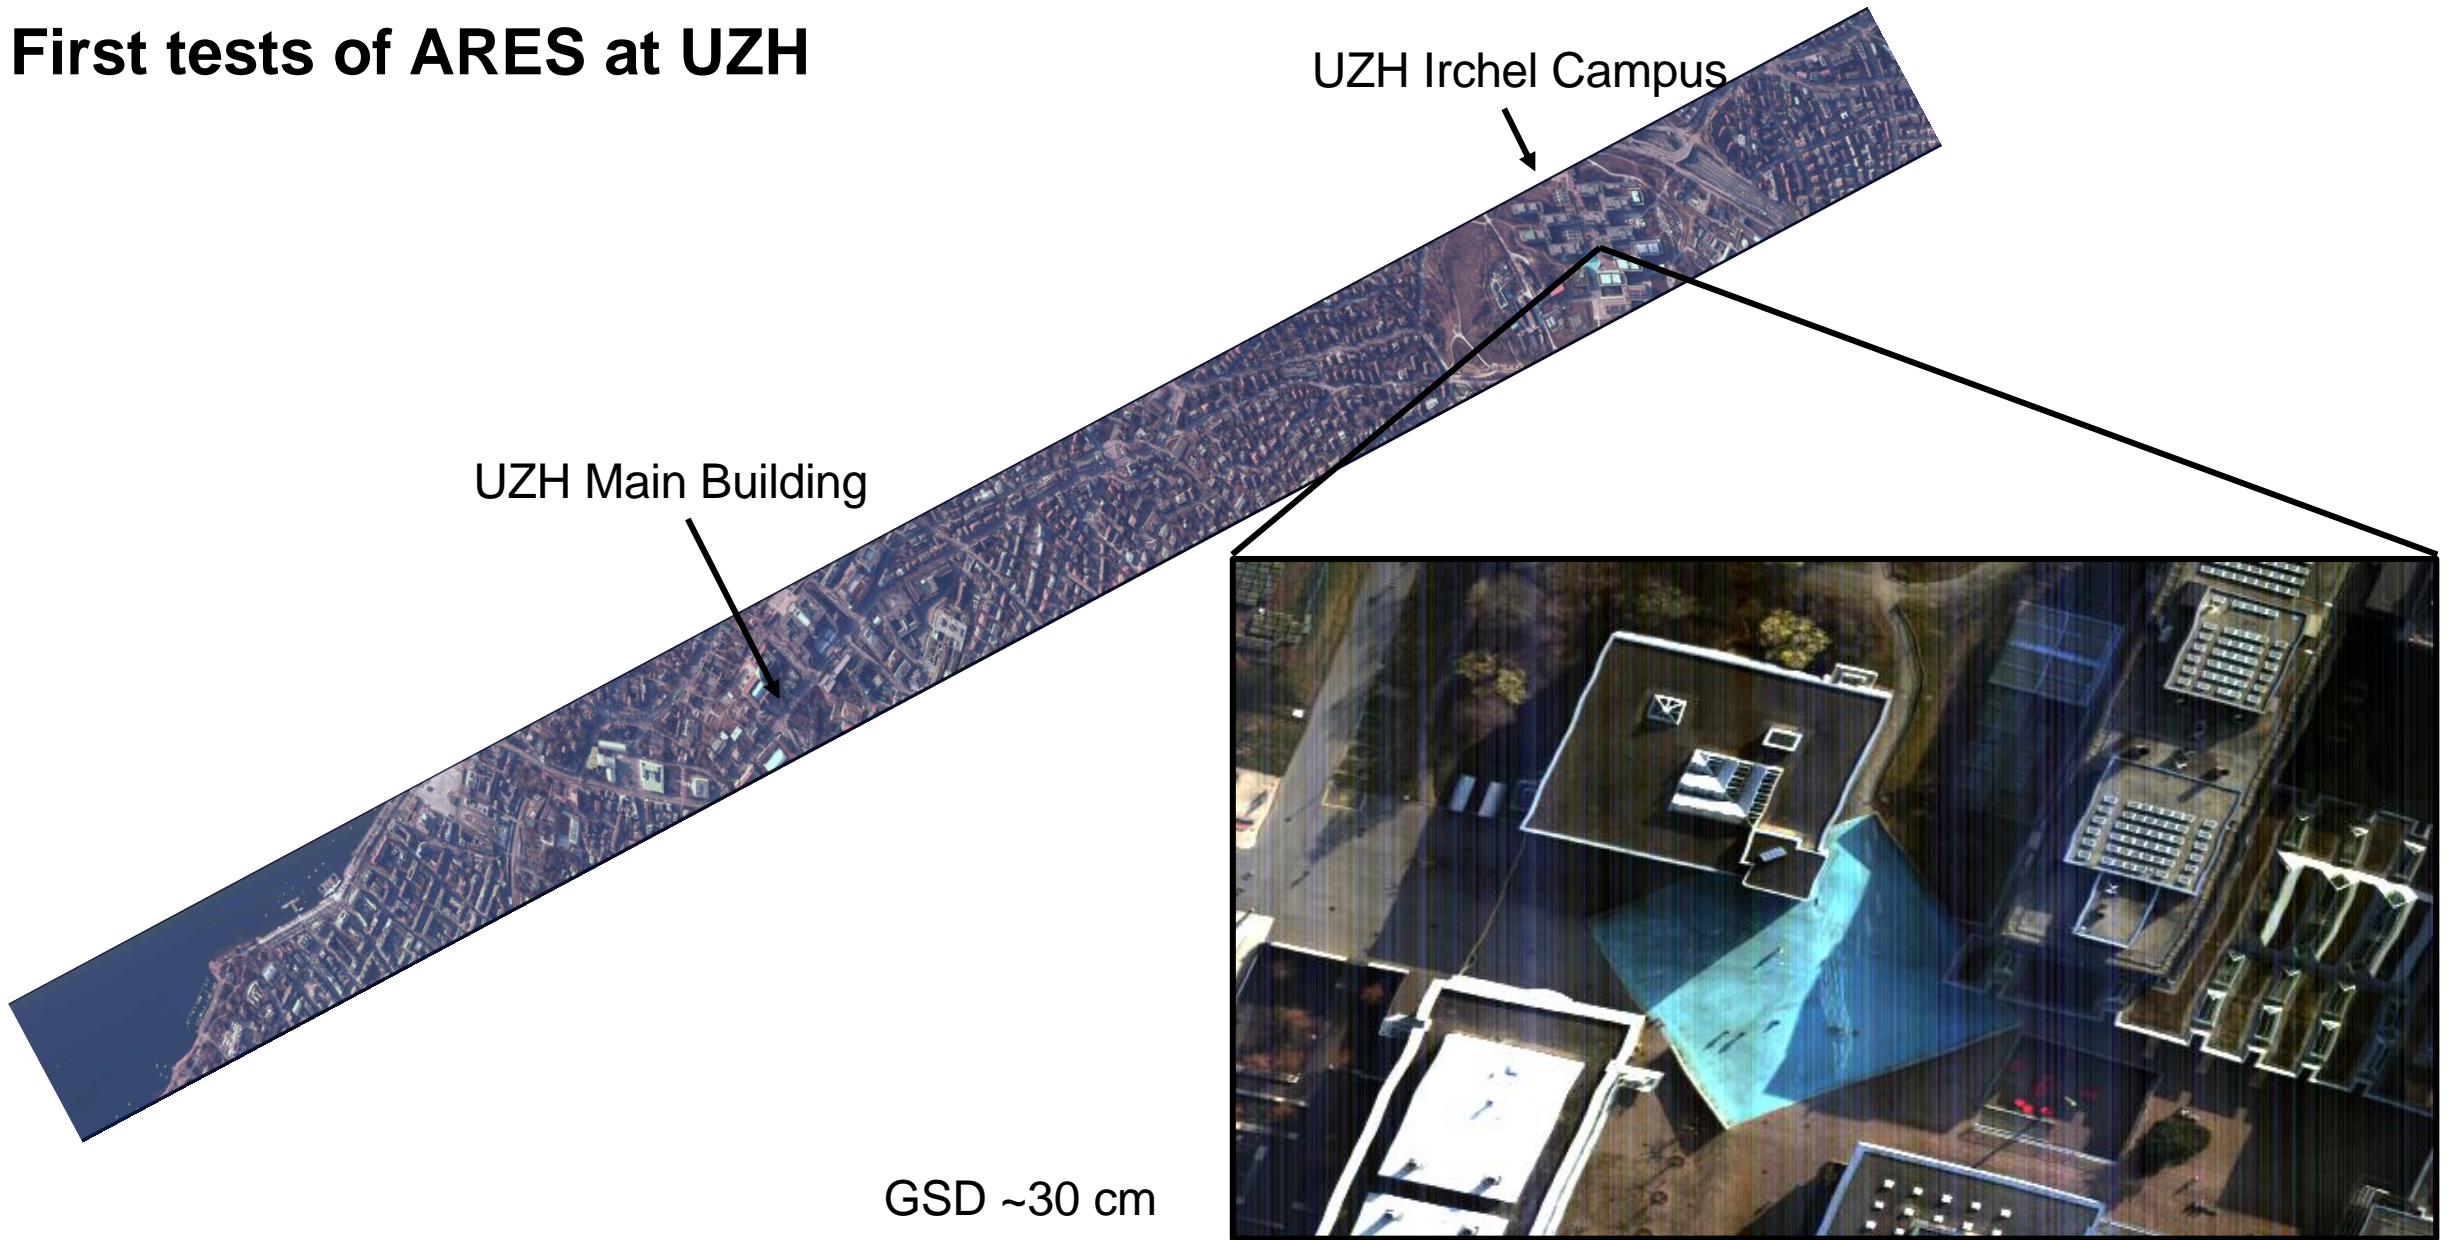 First tests of ARES at UZH
UZH Irchel Campus
UZH Main Building
GSD ~30 cm